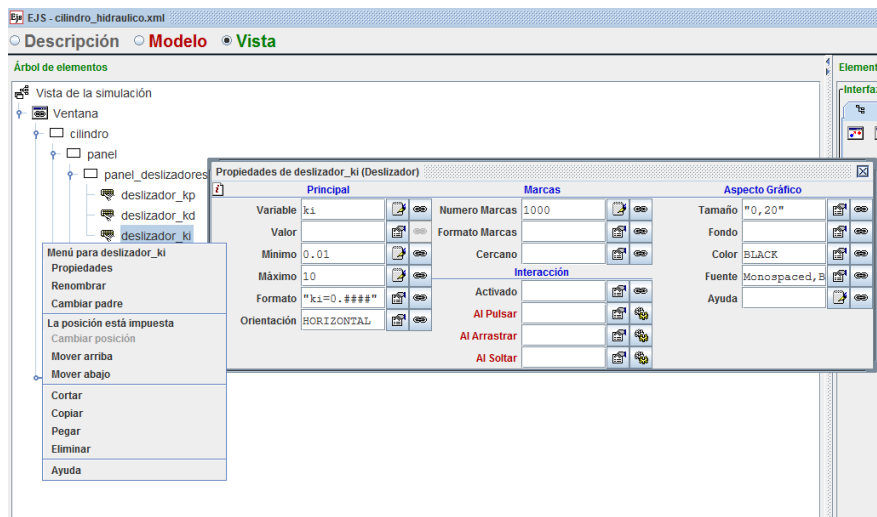 Ejs EJS - cilindro_hidraulico.xml
Descripción Modelo Vista
Árbol de elementos
Element
Vista de la simulación
Interfa
Ventana
cilindro
panel
panel_deslizadores
deslizador_kp
deslizador_kd
deslizador_ki
Menú para deslizador_ki
Propiedades
Renombrar
Cambiar padre
La posición está impuesta
Cambiar posición
Mover arriba
Mover abajo
Cortar
Copiar
Pegar
Eliminar
Ayuda
Propiedades de deslizador_ki (Deslizador)
Principal Marcas Aspecto Gráfico
Variable ki Numero Marcas 1000 Tamaño "0,20"
Valor Formato Marcas Fondo
Mínimo 0.01 Cercano Color BLACK
Máximo 10 Interacción Fuente Monospaced,B
Formato "ki=0.####" Activado Ayuda
Orientación HORIZONTAL Al Pulsar
Al Arrastrar
Al Soltar